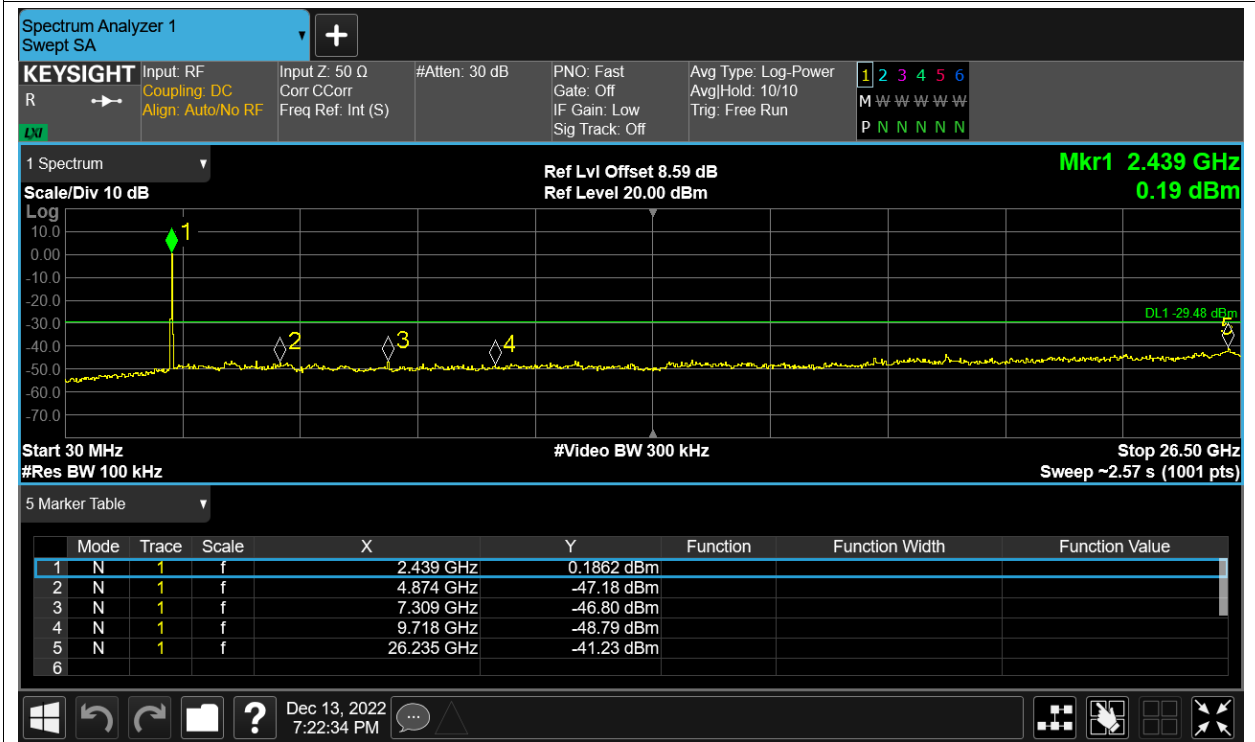 Spectrum Analyzer 1
Swept SA
+
KEYSIGHT Input: RF Input Z: 50 Ω #Atten: 30 dB PNO: Fast Avg Type: Log-Power 1 2 3 4 5 6
R Coupling: DC Corr CCorr Gate: Off Avg|Hold: 10/10 M W W W W W
Align: Auto/No RF Freq Ref: Int (S) IF Gain: Low Trig: Free Run
LXI Sig Track: Off P N N N N N
1 Spectrum Ref Lvl Offset 8.59 dB Mkr1 2.439 GHz
Scale/Div 10 dB Ref Level 20.00 dBm 0.19 dBm
Log
10.0 1
0.00
-10.0
-20.0
DL1 -29.48 dBm
-30.0 5
-40.0 2 3 4
-50.0
-60.0
-70.0
Start 30 MHz #Video BW 300 kHz Stop 26.50 GHz
#Res BW 100 kHz Sweep ~2.57 s (1001 pts)
5 Marker Table
Mode Trace Scale X Y Function Function Width Function Value
1 N 1 f 2.439 GHz 0.1862 dBm
2 N 1 f 4.874 GHz -47.18 dBm
3 N 1 f 7.309 GHz -46.80 dBm
4 N 1 f 9.718 GHz -48.79 dBm
5 N 1 f 26.235 GHz -41.23 dBm
6
? Dec 13, 2022
7:22:34 PM